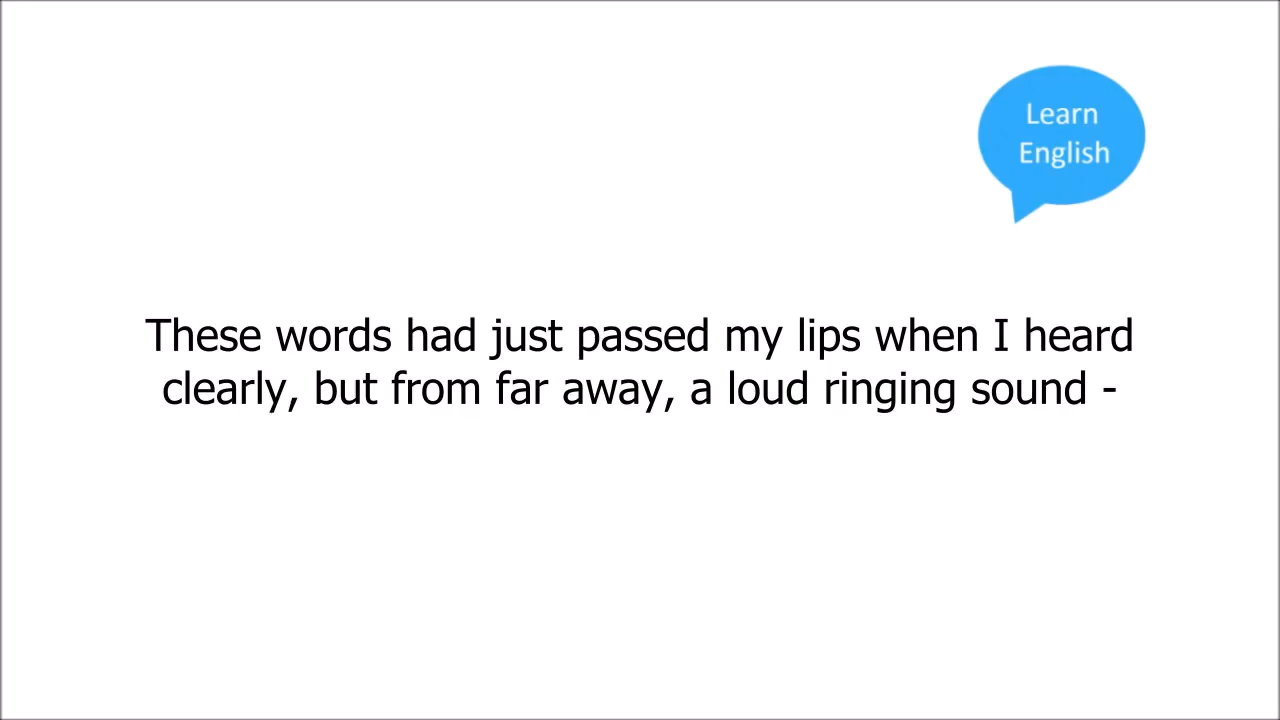 Learn
English
These words had just passed my lips when I heard
clearly, but from far away, a loud ringing sound -